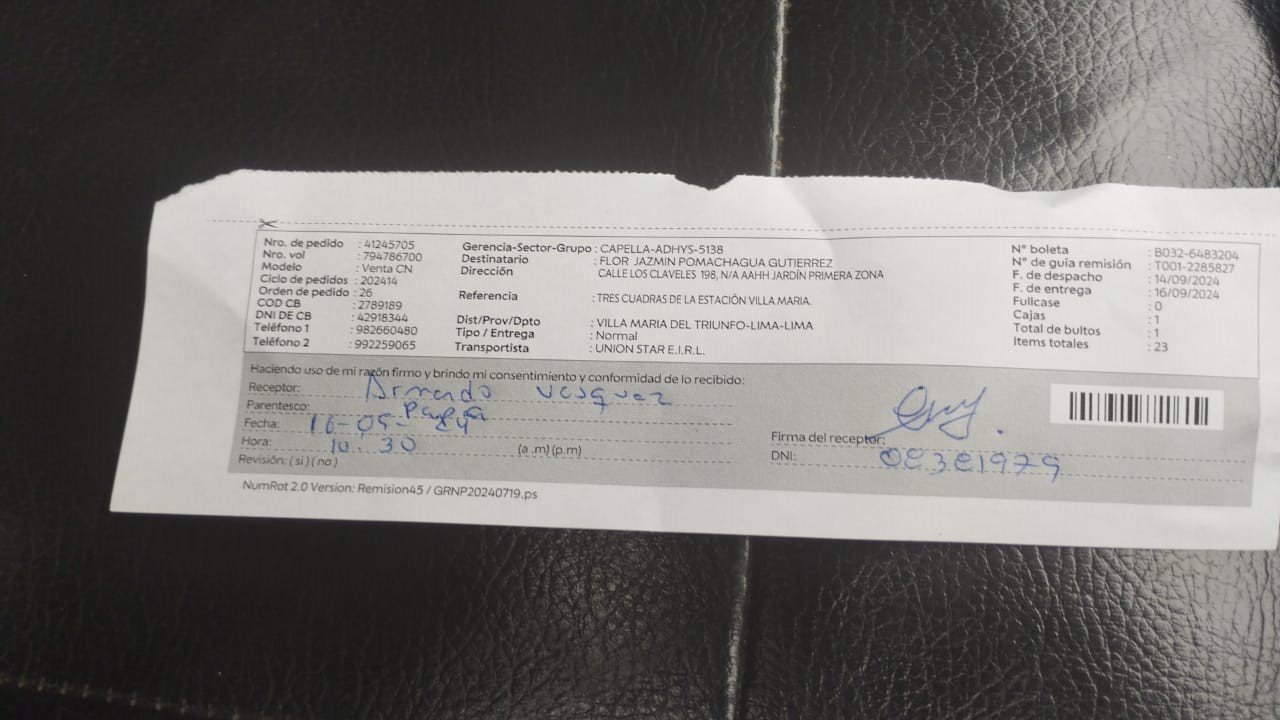 Nro. de pedido : 41245705
Nro. vol : 794786700
Modelo : Venta CN
Ciclo de pedidos : 202414
Orden de pedido : 26
COD CB : 2789189
DNI DE CB : 42918344
Teléfono 1 : 982660480
Teléfono 2 : 992259065
Gerencia-Sector-Grupo : CAPELLA-ADHYS-5138
Destinatario : FLOR JAZMIN POMACHAGUA GUTIERREZ
Dirección CALLE LOS CLAVELES 198, N/A AAHH JARDÍN PRIMERA ZONA
Referencia : TRES CUADRAS DE LA ESTACIÓN VILLA MARIA.
Dist/Prov/Dpto : VILLA MARIA DEL TRIUNFO-LIMA-LIMA
Tipo / Entrega : Normal
Transportista : UNION STAR E.I.R.L.
N° boleta : B032-6483204
N° de guía remisión : T001-2285827
F. de despacho : 14/09/2024
F. de entrega : 16/09/2024
Fullcase : 0
Cajas : 1
Total de bultos : 1
Items totales : 23
Haciendo uso de mi razón firmo y brindo mi consentimiento y conformidad de lo recibido:
Receptor: Armando Vasquez
Parentesco:
Fecha: 16-09-24
Hora: 10.30 (a .m) (p.m)
Revisión: ( si ) ( no )
Firma del receptor:
DNI:
NumRot 2.0 Version: Remision45 / GRNP20240719.ps